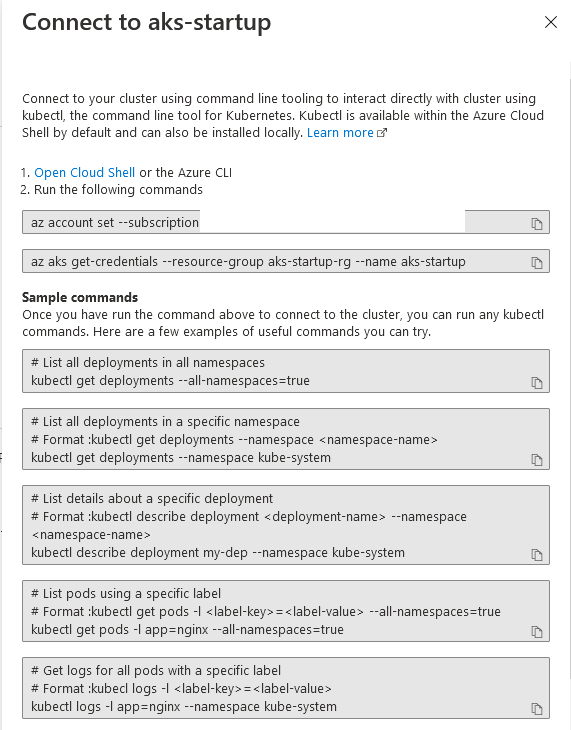 Connect to aks-startup
Connect to your cluster using command line tooling to interact directly with cluster using
kubectl, the command line tool for Kubernetes. Kubectl is available within the Azure Cloud
Shell by default and can also be installed locally. Learn more
1. Open Cloud Shell or the Azure CLI
2. Run the following commands
az account set --subscription
az aks get-credentials --resource-group aks-startup-rg --name aks-startup
Sample commands
Once you have run the command above to connect to the cluster, you can run any kubectl
commands. Here are a few examples of useful commands you can try.
# List all deployments in all namespaces
kubectl get deployments --all-namespaces=true
# List all deployments in a specific namespace
# Format :kubectl get deployments --namespace <namespace-name>
kubectl get deployments --namespace kube-system
# List details about a specific deployment
# Format :kubectl describe deployment <deployment-name> --namespace
<namespace-name>
kubectl describe deployment my-dep --namespace kube-system
# List pods using a specific label
# Format :kubectl get pods -l <label-key>=<label-value> --all-namespaces=true
kubectl get pods -l app=nginx --all-namespaces=true
# Get logs for all pods with a specific label
# Format :kubecl logs -l <label-key>=<label-value>
kubectl logs -l app=nginx --namespace kube-system